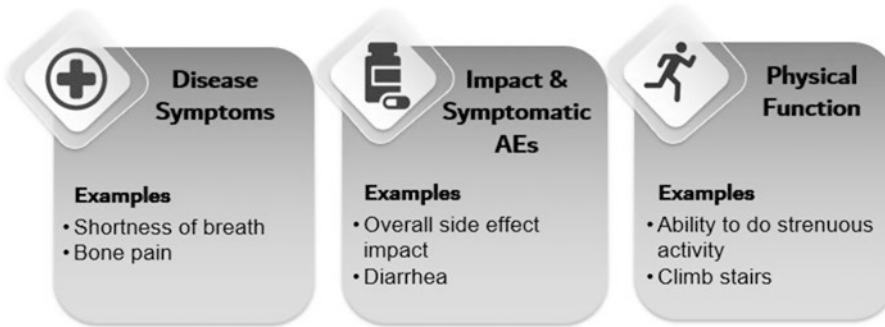 Disease
Symptoms
Examples
• Shortness of breath
• Bone pain
Impact &
Symptomatic
AEs
Examples
• Overall side effect
impact
• Diarrhea
Physical
Function
Examples
• Ability to do strenuous
activity
• Climb stairs